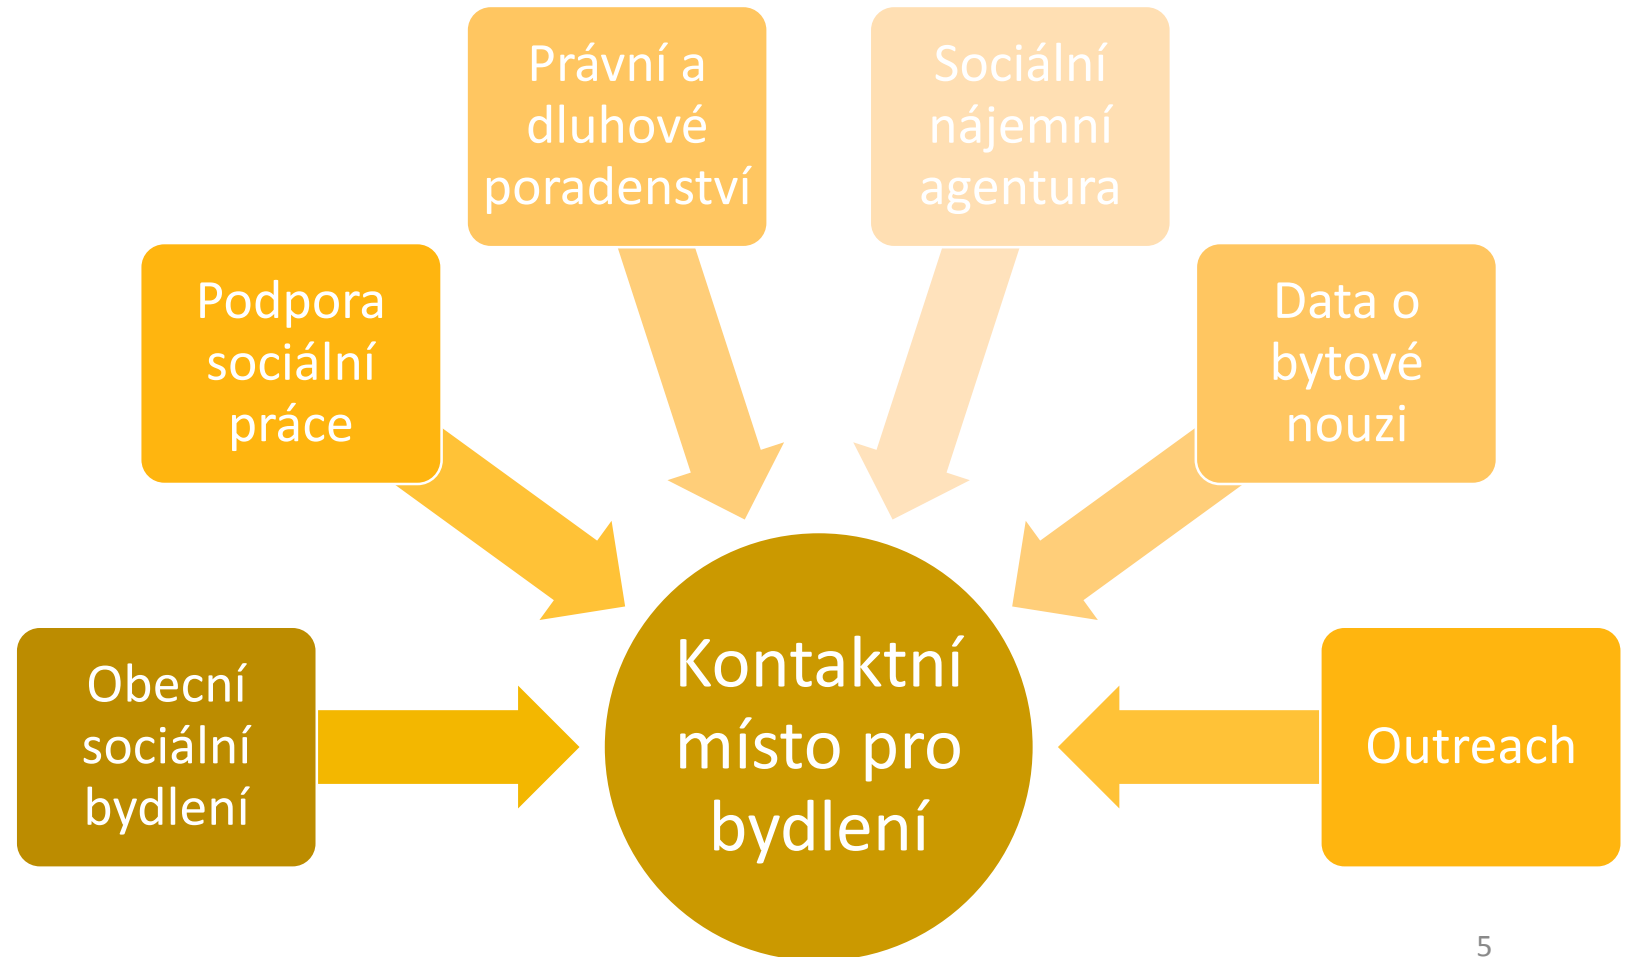 Právní a
dluhové
poradenství
Sociální
nájemní
agentura
Podpora
sociální
práce
Data o
bytové
nouzi
Obecní
sociální
bydlení
Kontaktní
místo pro
bydlení
Outreach
5